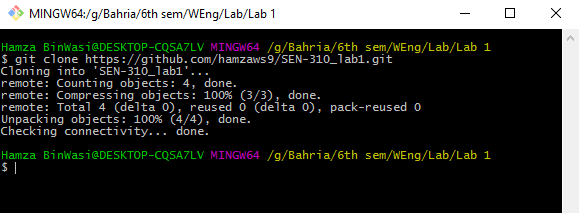 MINGW64:/g/Bahria/6th sem/WEng/Lab/Lab 1
Hamza BinWasi@DESKTOP-CQSA7LV MINGW64 /g/Bahria/6th sem/WEng/Lab/Lab 1
$ git clone https://github.com/hamzaws9/SEN-310_lab1.git
Cloning into 'SEN-310_lab1'...
remote: Counting objects: 4, done.
remote: Compressing objects: 100% (3/3), done.
remote: Total 4 (delta 0), reused 0 (delta 0), pack-reused 0
Unpacking objects: 100% (4/4), done.
Checking connectivity... done.
Hamza BinWasi@DESKTOP-CQSA7LV MINGW64 /g/Bahria/6th sem/WEng/Lab/Lab 1
$